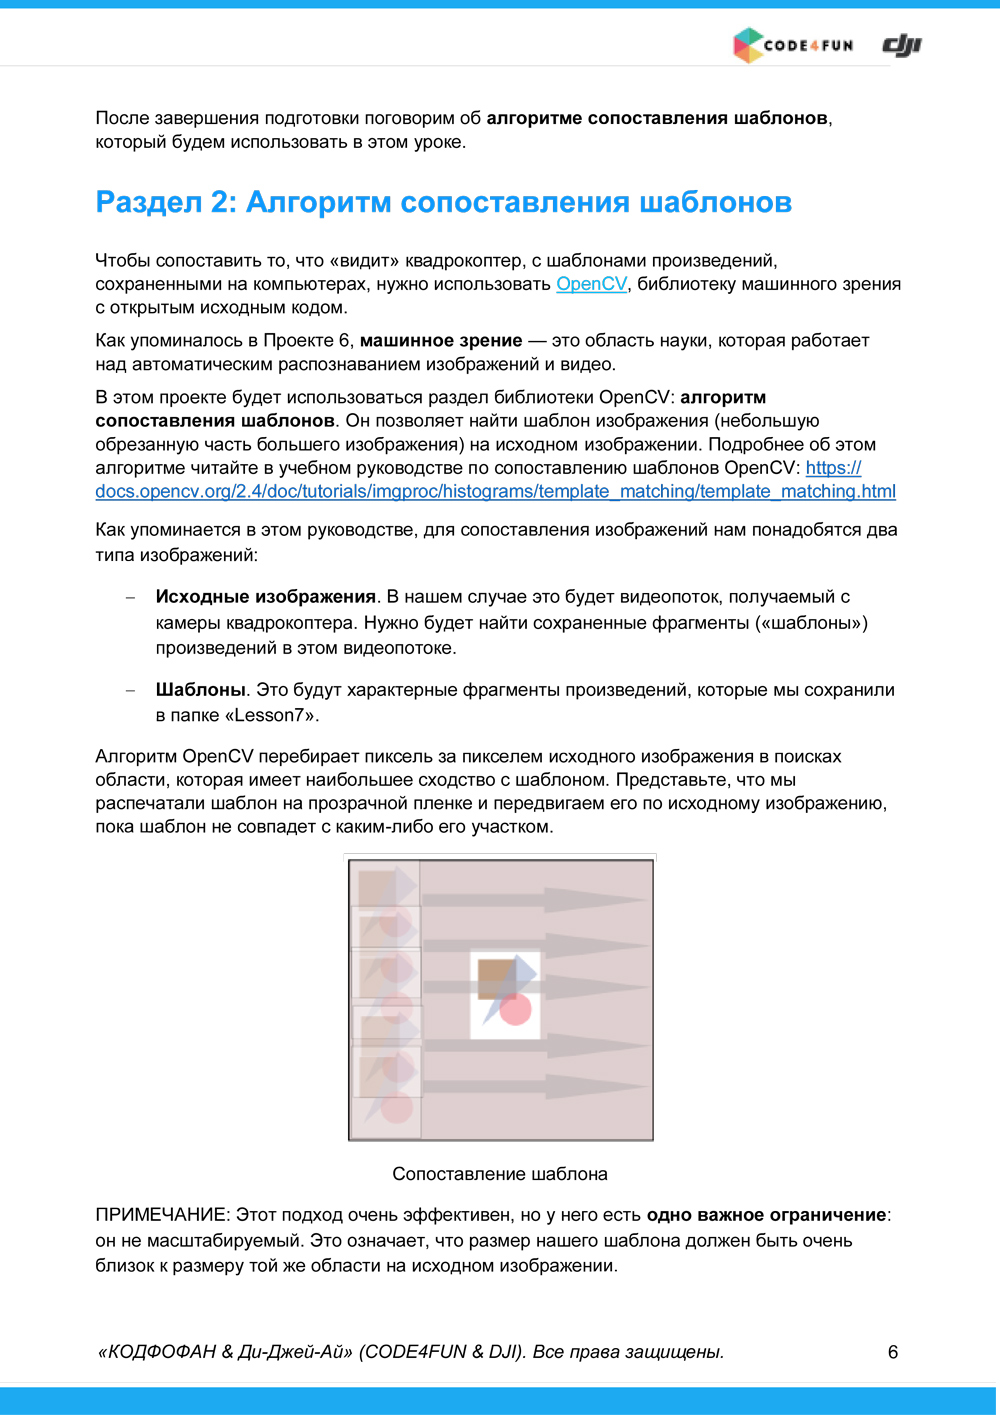 CODE4FUN dji
После завершения подготовки поговорим об алгоритме сопоставления шаблонов,
который будем использовать в этом уроке.
Раздел 2: Алгоритм сопоставления шаблонов
Чтобы сопоставить то, что «видит» квадрокоптер, с шаблонами произведений,
сохраненными на компьютерах, нужно использовать OpenCV, библиотеку машинного зрения
с открытым исходным кодом.
Как упоминалось в Проекте 6, машинное зрение — это область науки, которая работает
над автоматическим распознаванием изображений и видео.
В этом проекте будет использоваться раздел библиотеки OpenCV: алгоритм
сопоставления шаблонов. Он позволяет найти шаблон изображения (небольшую
обрезанную часть большего изображения) на исходном изображении. Подробнее об этом
алгоритме читайте в учебном руководстве по сопоставлению шаблонов OpenCV: https://
docs.opencv.org/2.4/doc/tutorials/imgproc/histograms/template_matching/template_matching.html
Как упоминается в этом руководстве, для сопоставления изображений нам понадобятся два
типа изображений:
– Исходные изображения. В нашем случае это будет видеопоток, получаемый с
камеры квадрокоптера. Нужно будет найти сохраненные фрагменты («шаблоны»)
произведений в этом видеопотоке.
– Шаблоны. Это будут характерные фрагменты произведений, которые мы сохранили
в папке «Lesson7».
Алгоритм OpenCV перебирает пиксель за пикселем исходного изображения в поисках
области, которая имеет наибольшее сходство с шаблоном. Представьте, что мы
распечатали шаблон на прозрачной пленке и передвигаем его по исходному изображению,
пока шаблон не совпадет с каким-либо его участком.
Сопоставление шаблона
ПРИМЕЧАНИЕ: Этот подход очень эффективен, но у него есть одно важное ограничение:
он не масштабируемый. Это означает, что размер нашего шаблона должен быть очень
близок к размеру той же области на исходном изображении.
«КОДФОФАН & Ди-Джей-Ай» (CODE4FUN & DJI). Все права защищены. 6